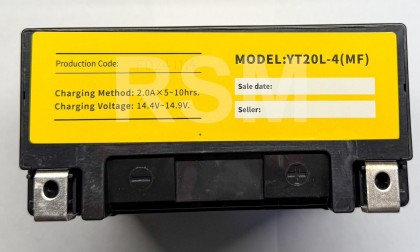 Production Code:
Charging Method: 2.0A×5-10hrs.
Charging Voltage: 14.4V-14.9V.
MODEL:YT20L-4(MF)
Sale date:
Seller:
RSM